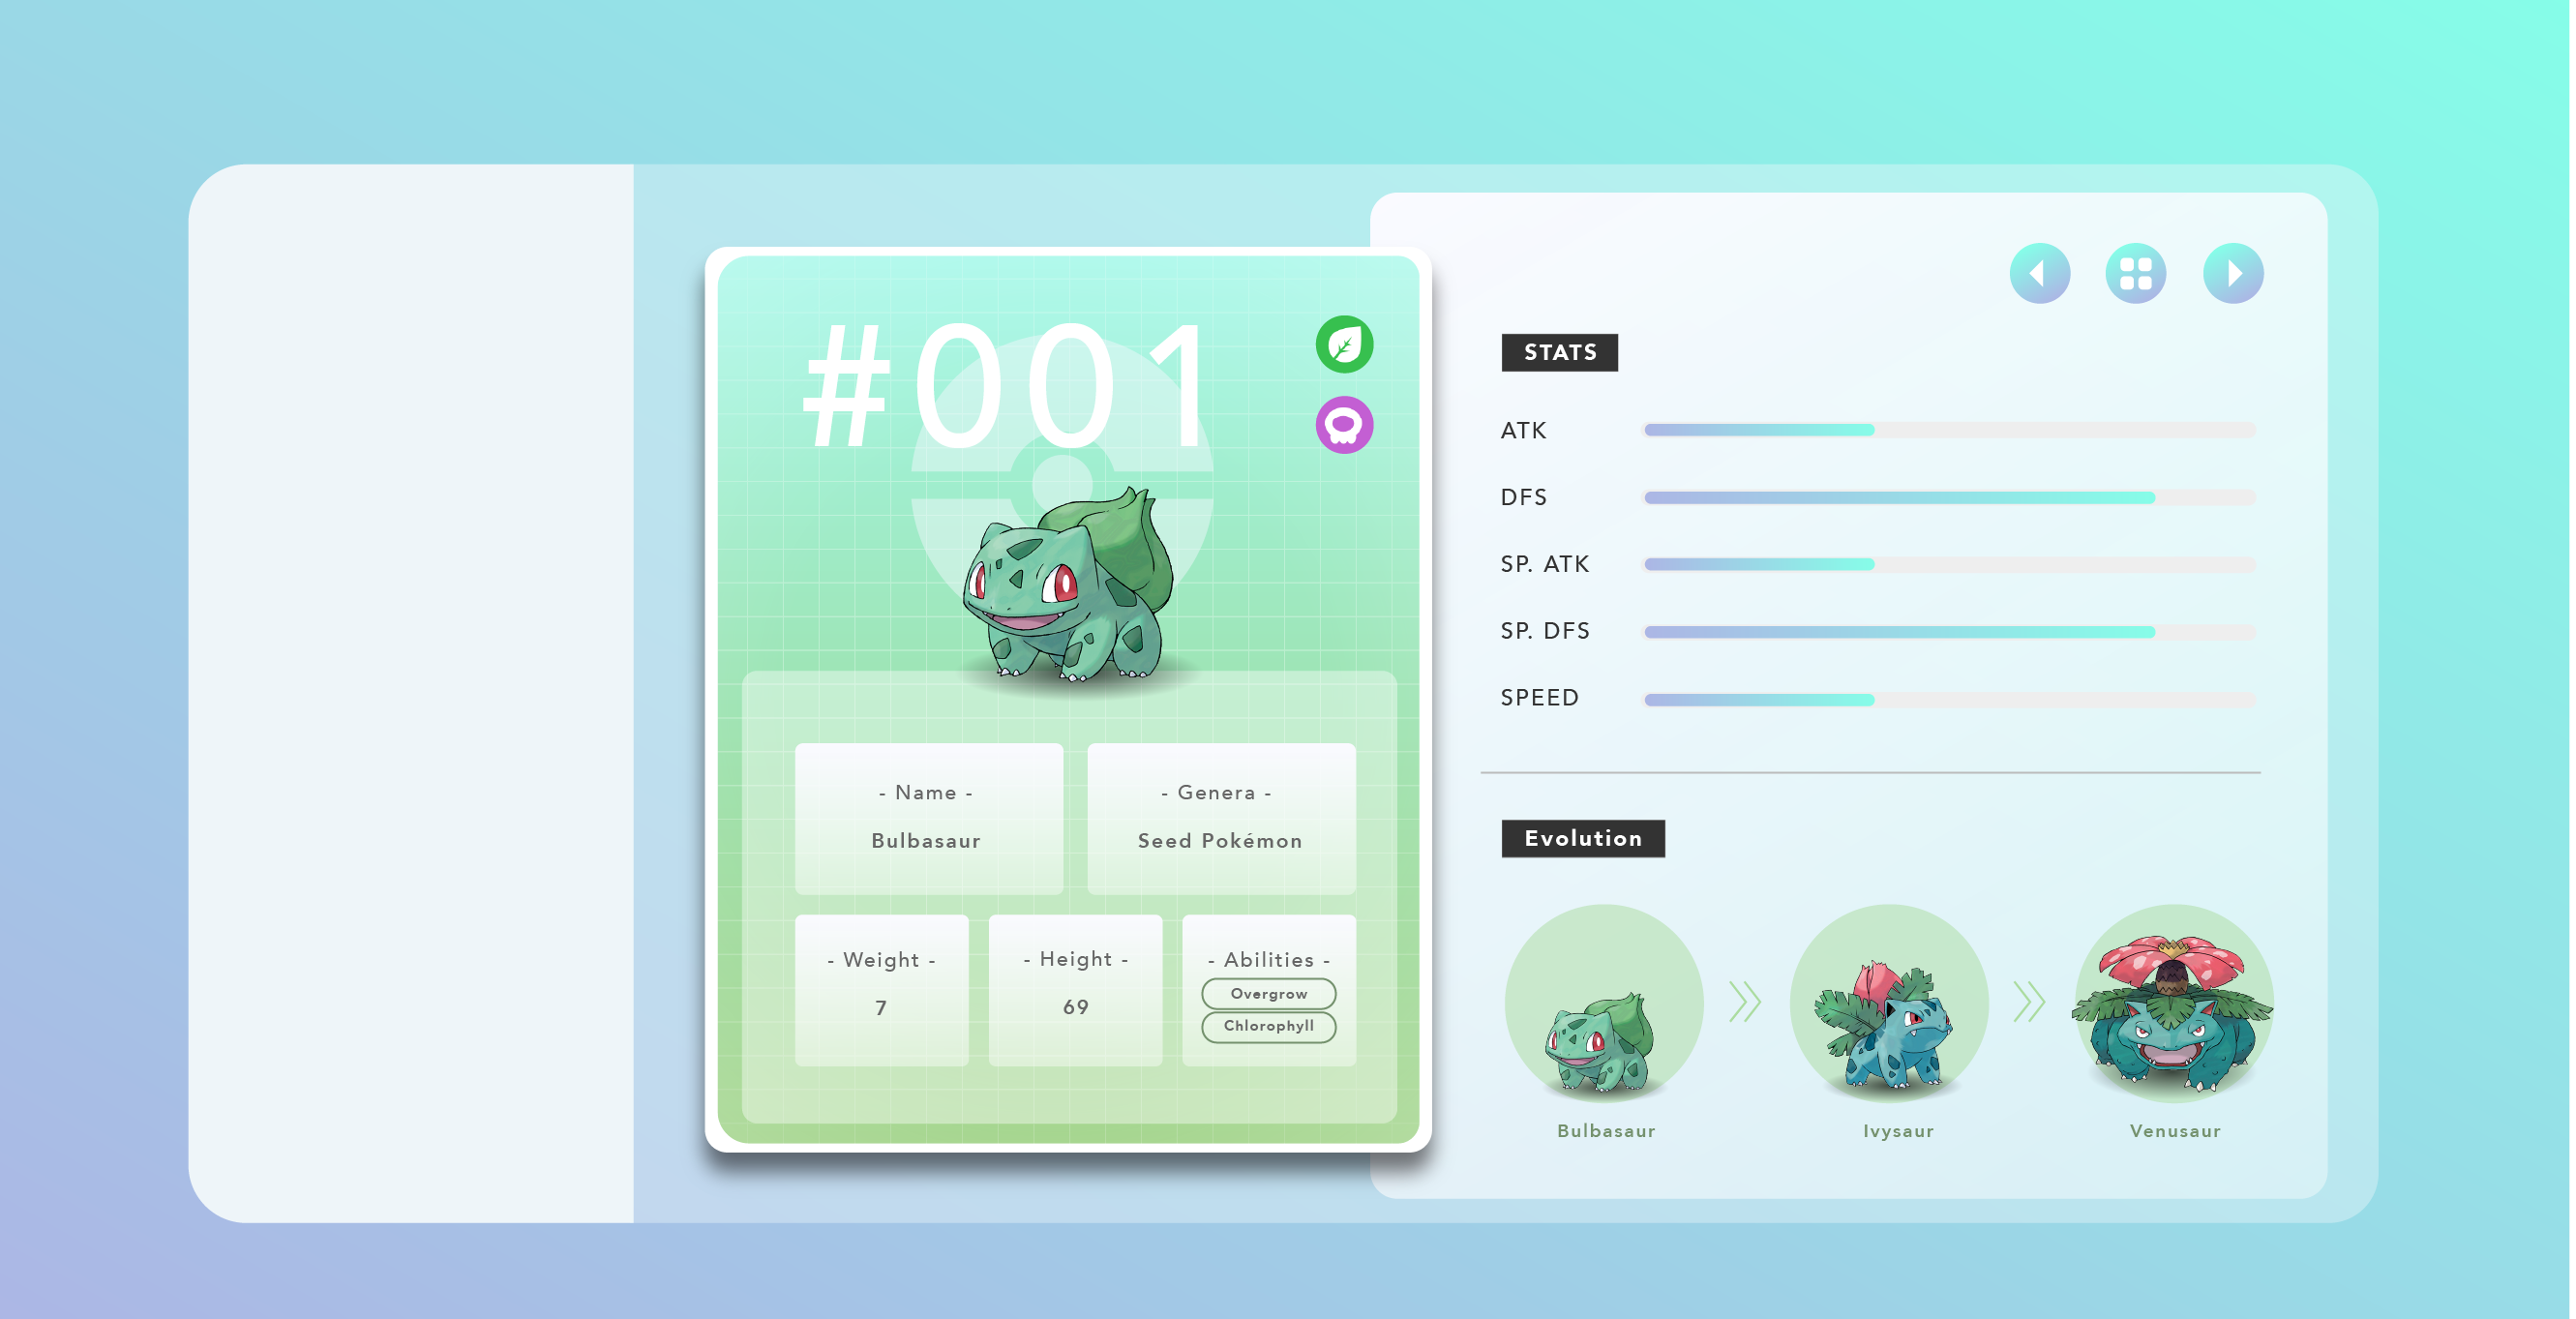 #001
- Name -
Bulbasaur
- Genera -
Seed Pokémon
- Weight -
7
- Height -
69
- Abilities -
Overgrow
Chlorophyll
STATS
ATK
DFS
SP. ATK
SP. DFS
SPEED
Evolution
Bulbasaur
Ivysaur
Venusaur